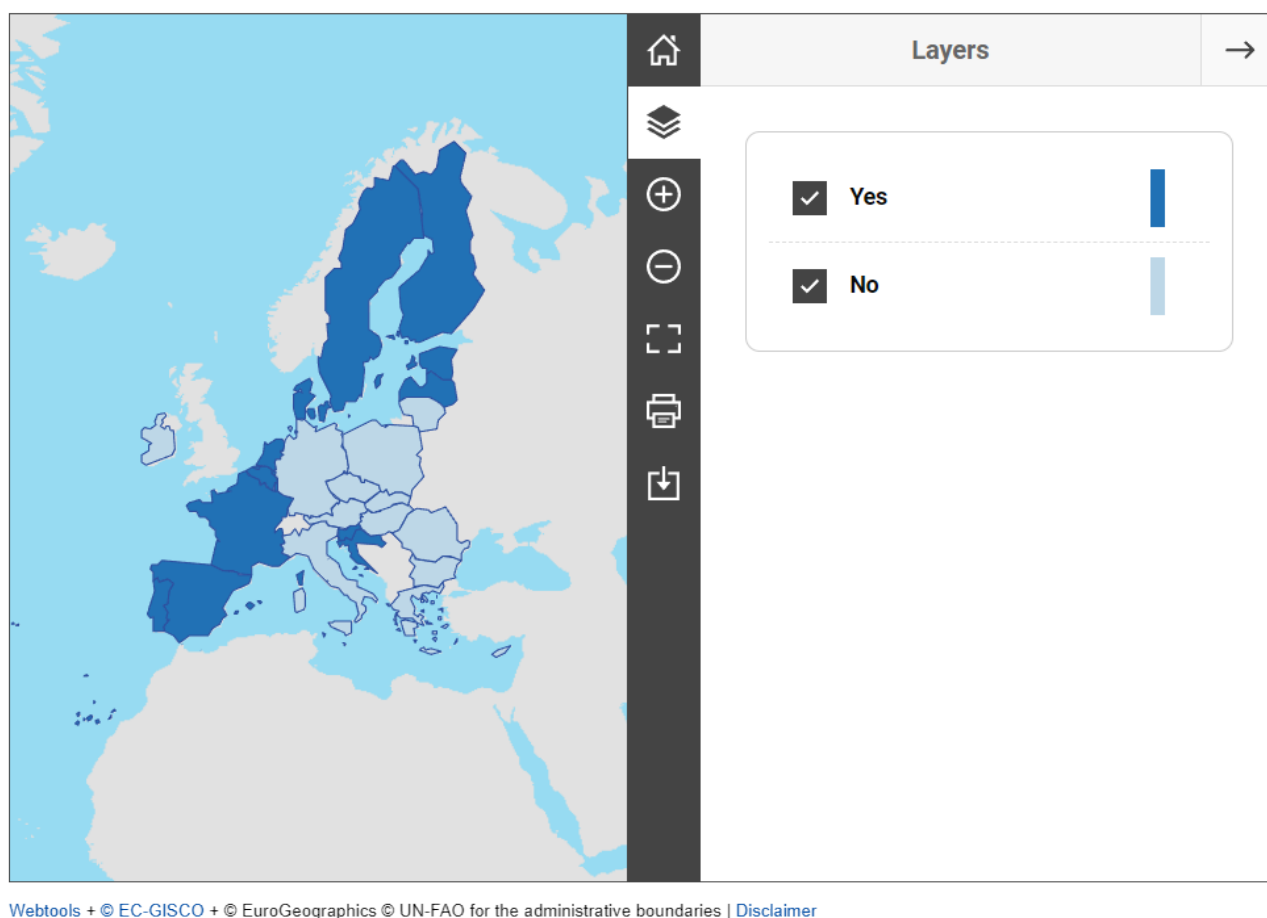 Layers
Yes
No
Webtools + © EC-GISCO + © EuroGeographics © UN-FAO for the administrative boundaries | Disclaimer